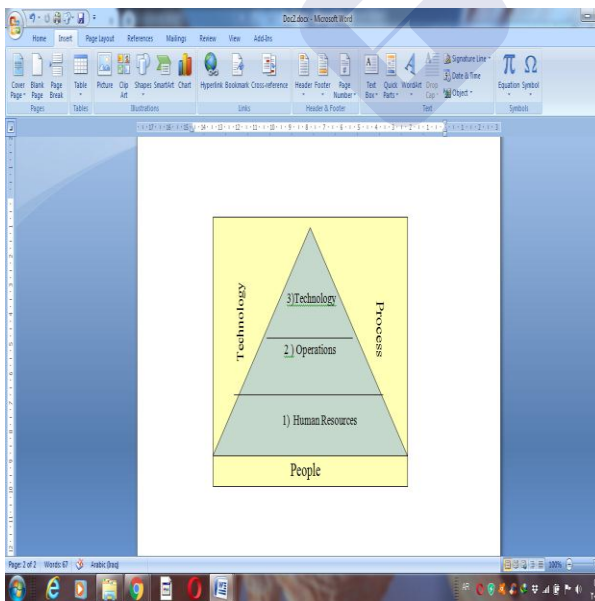 Doc2.docx - Microsoft Word
Home Insert Page Layout References Mailings Review View Add-Ins
Cover Page
Blank Page
Page Break
Table
Picture
Clip Art
Shapes
SmartArt
Chart
Hyperlink
Bookmark
Cross-reference
Header
Footer
Page Number
Text Box
Quick Parts
WordArt
Drop Cap
Signature Line
Date & Time
Object
Equation
Symbol
Pages
Tables
Illustrations
Links
Header & Footer
Text
Symbols
Technology
3)Technology
Process
2.) Operations
1) Human Resources
People
Page: 2 of 2 Words: 67 Arabic (Iraq) 100%